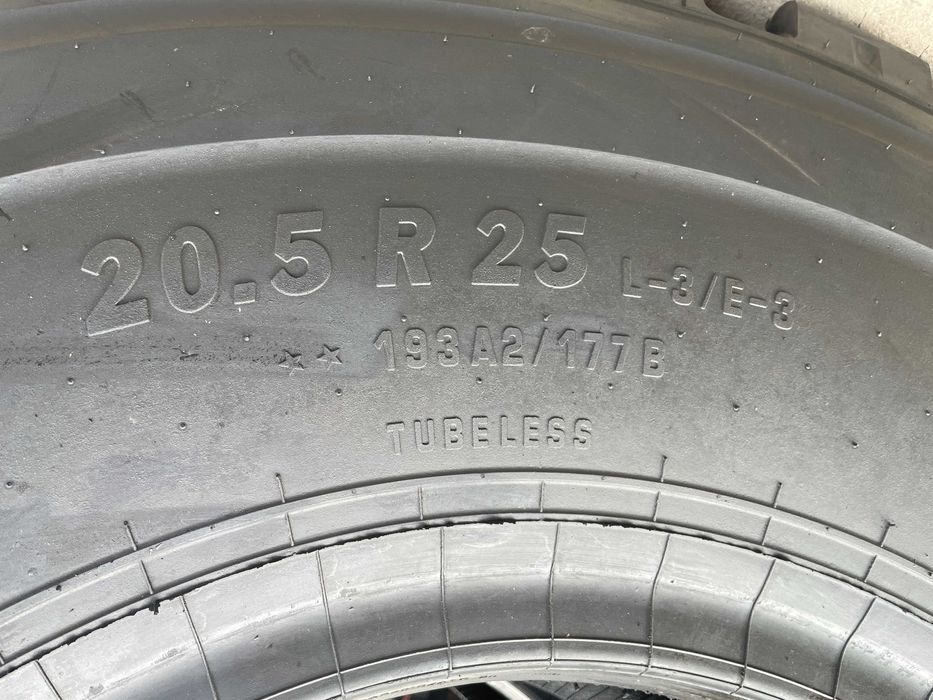 20.5 R 25 L-3/E-3
★★ 193A2/177B
TUBELESS